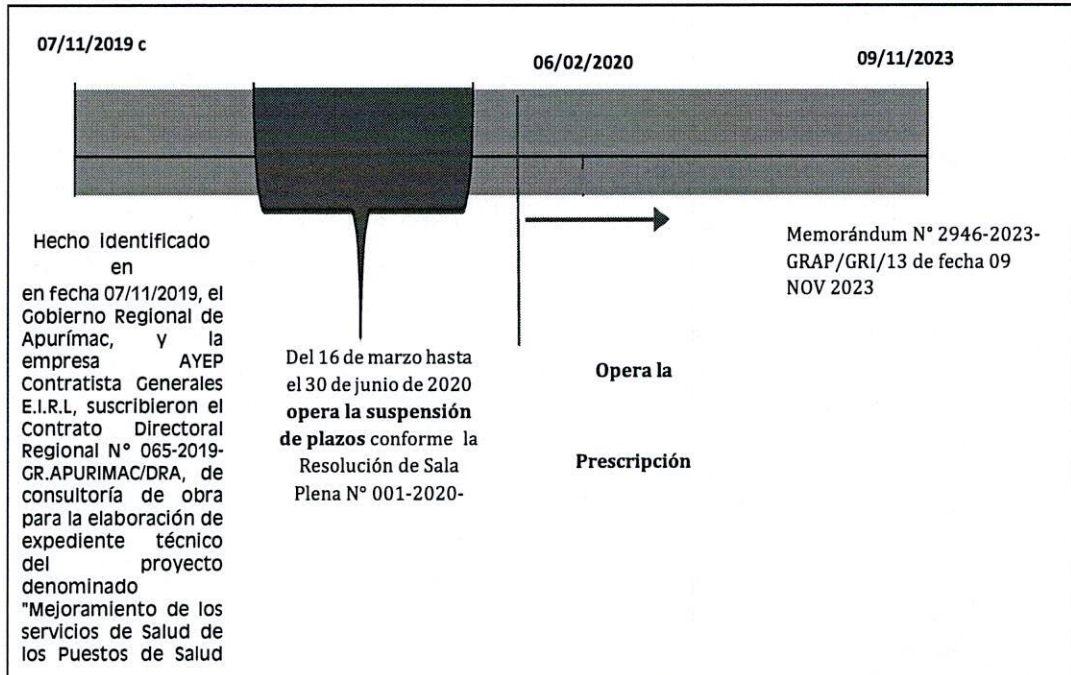 07/11/2019 c
06/02/2020
09/11/2023
Hecho identificado
en
en fecha 07/11/2019, el
Gobierno Regional de
Apurímac, y la
empresa AYEP
Contratista Generales
E.I.R.L, suscribieron el
Contrato Directoral
Regional N° 065-2019-
GR.APURIMAC/DRA, de
consultoría de obra
para la elaboración de
expediente técnico
del proyecto
denominado
"Mejoramiento de los
servicios de Salud de
los Puestos de Salud
Del 16 de marzo hasta
el 30 de junio de 2020
opera la suspensión
de plazos conforme la
Resolución de Sala
Plena N° 001-2020-
Opera la
Prescripción
Memorándum N° 2946-2023-
GRAP/GRI/13 de fecha 09
NOV 2023